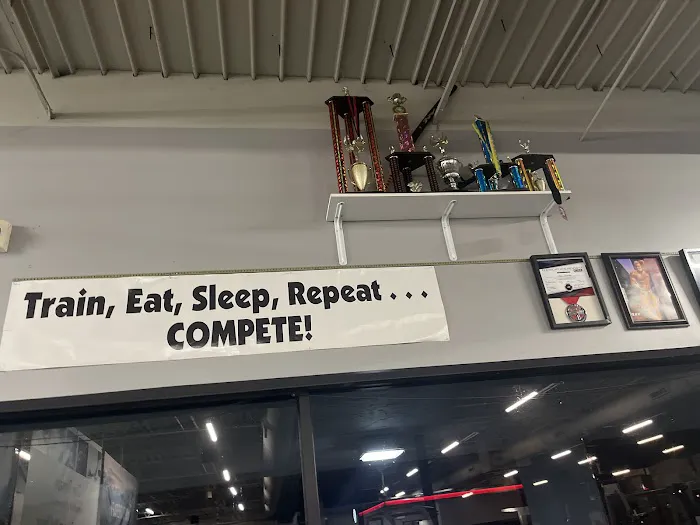 Train, Eat, Sleep, Repeat . . .
COMPETE!